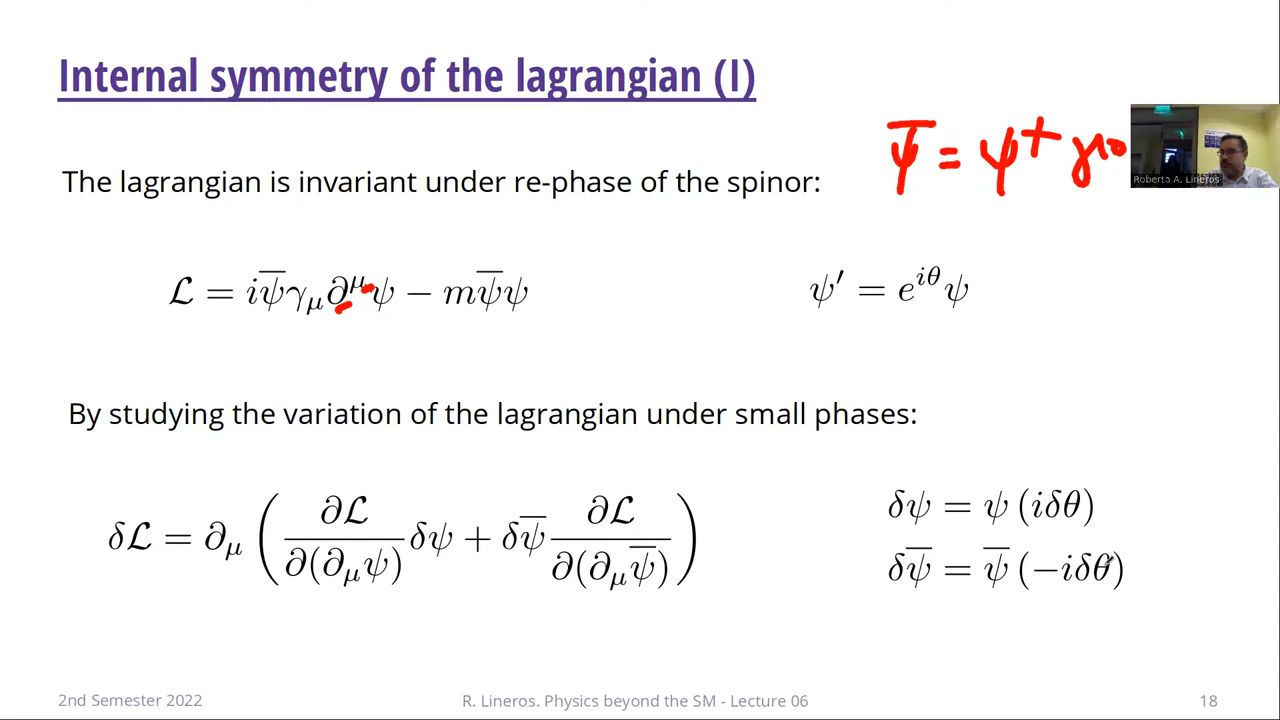 Internal symmetry of the lagrangian (I)
ψ̅ = ψ† γ⁰
Roberto A. Lineros
The lagrangian is invariant under re-phase of the spinor:
ℒ = iψ̅γ_μ∂^μψ − mψ̅ψ
ψ′ = e^{iθ}ψ
By studying the variation of the lagrangian under small phases:
δℒ = ∂_μ ( ∂ℒ/∂(∂_μψ) δψ + δψ̅ ∂ℒ/∂(∂_μψ̅) )
δψ = ψ (iδθ)
δψ̅ = ψ̅ (−iδθ)
2nd Semester 2022
R. Lineros. Physics beyond the SM - Lecture 06
18